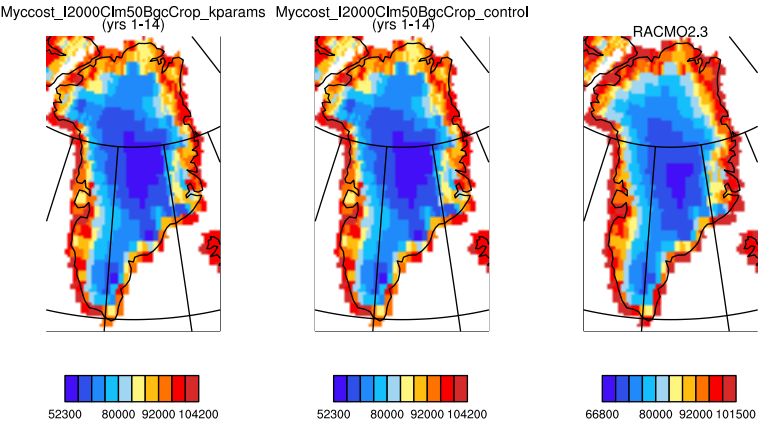 Myccost_I2000Clm50BgcCrop_kparams
(yrs 1-14)
Myccost_I2000Clm50BgcCrop_control
(yrs 1-14)
RACMO2.3
52300 80000 92000 104200
52300 80000 92000 104200
66800 80000 92000 101500